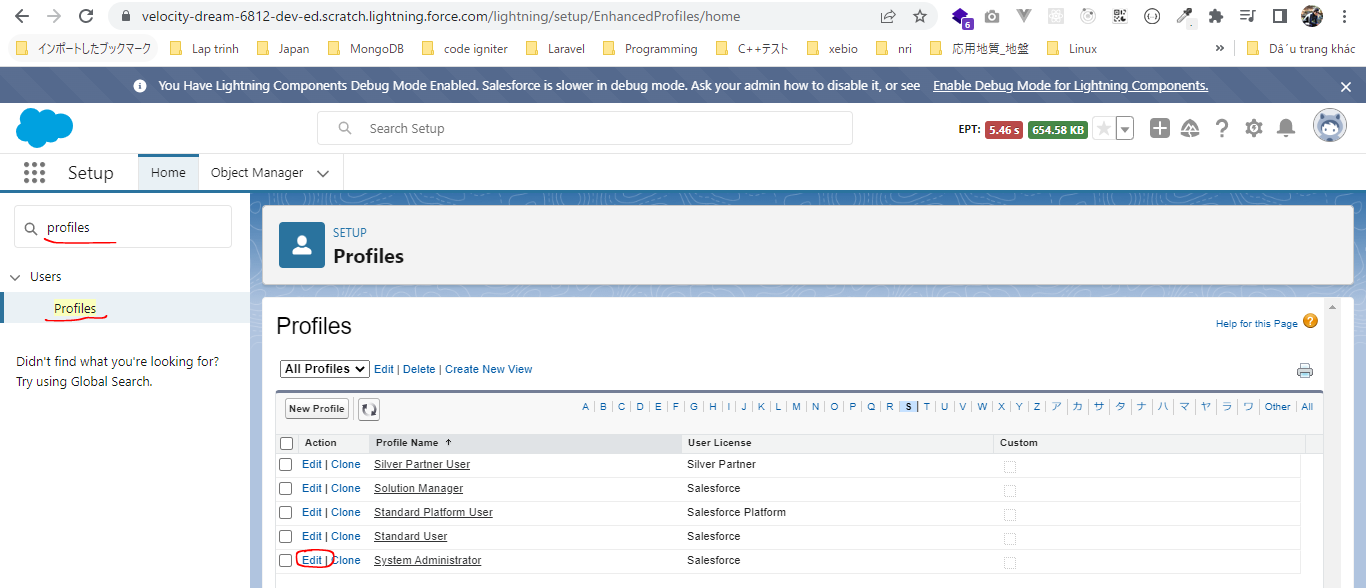 velocity-dream-6812-dev-ed.scratch.lightning.force.com/lightning/setup/EnhancedProfiles/home
6
インポートしたブックマーク Lap trinh Japan MongoDB code igniter Laravel Programming C++テスト xebio nri 応用地質_地盤 Linux » Dấu trang khác
You Have Lightning Components Debug Mode Enabled. Salesforce is slower in debug mode. Ask your admin how to disable it, or see Enable Debug Mode for Lightning Components.
Search Setup
EPT: 5.46 s 654.58 KB
Setup Home Object Manager
profiles
Users
Profiles
Didn't find what you're looking for?
Try using Global Search.
SETUP
Profiles
Profiles
Help for this Page ?
All Profiles Edit | Delete | Create New View
New Profile
A | B | C | D | E | F | G | H | I | J | K | L | M | N | O | P | Q | R | S | T | U | V | W | X | Y | Z | ア | カ | サ | タ | ナ | ハ | マ | ヤ | ラ | ワ | Other | All
Action Profile Name ↑ User License Custom
Edit | Clone Silver Partner User Silver Partner
Edit | Clone Solution Manager Salesforce
Edit | Clone Standard Platform User Salesforce Platform
Edit | Clone Standard User Salesforce
Edit | Clone System Administrator Salesforce